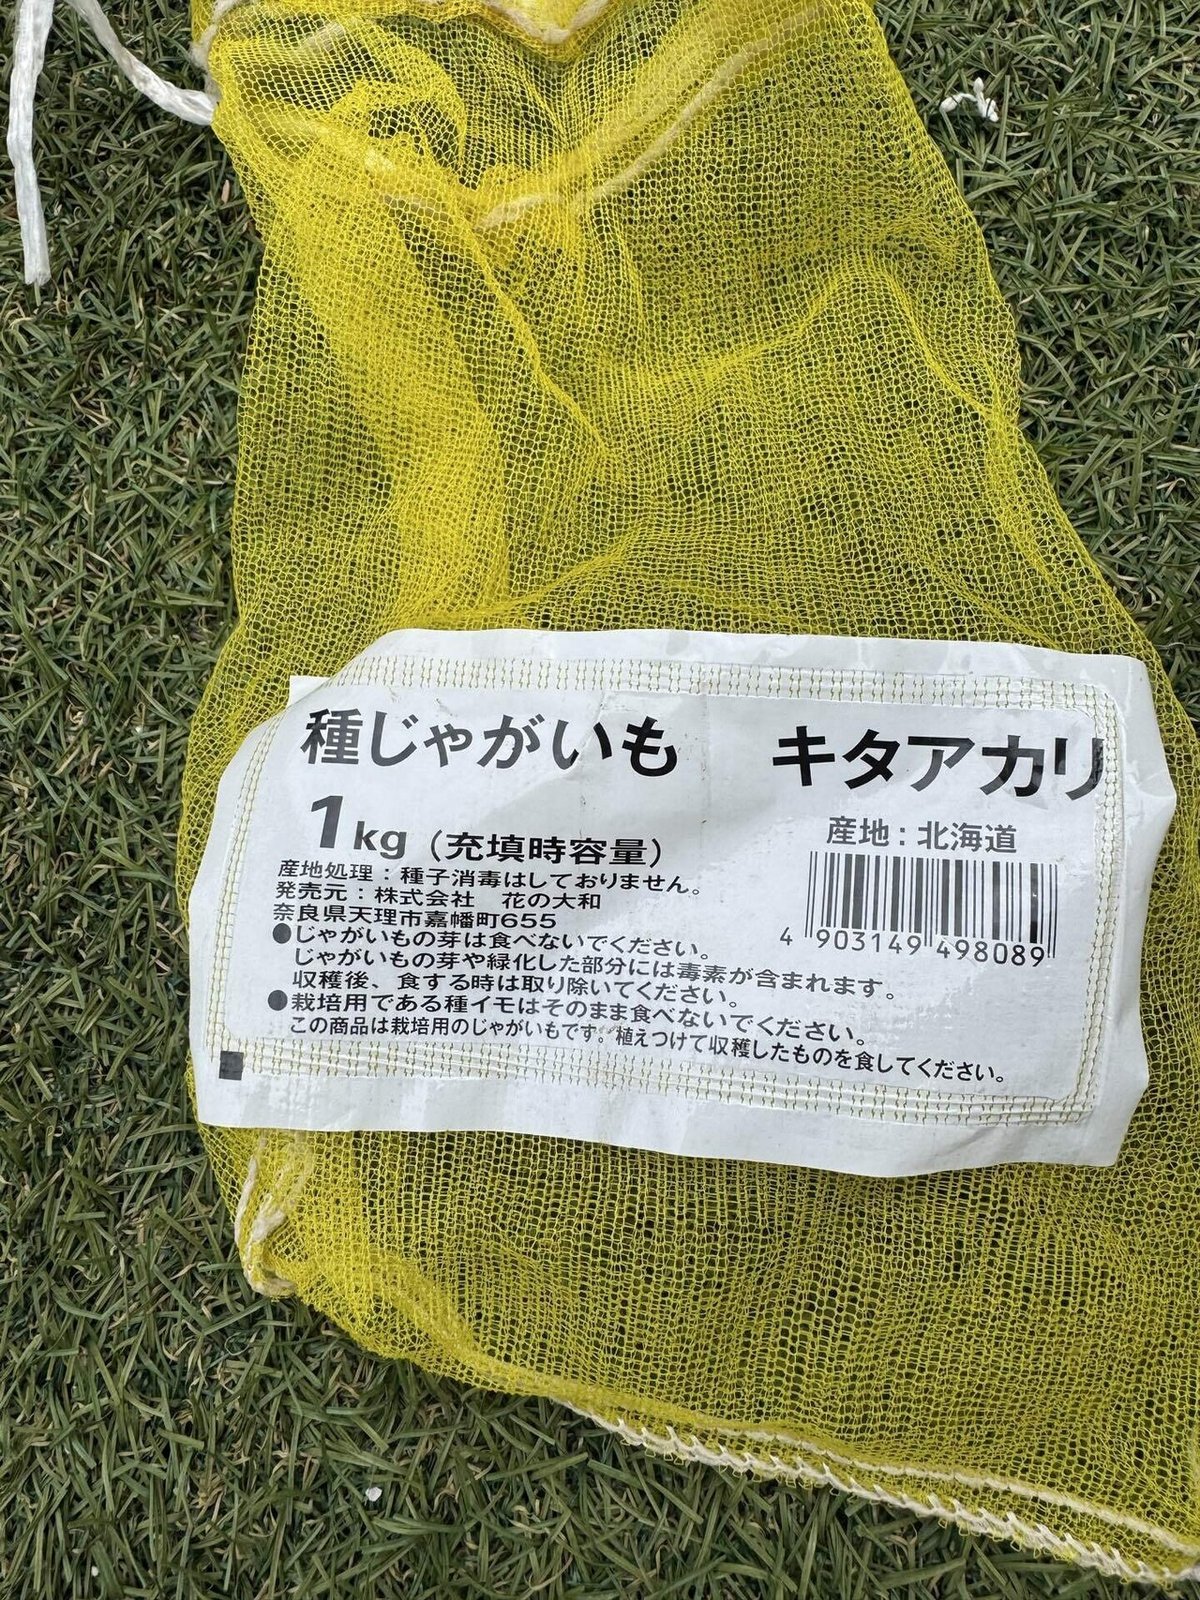 種じゃがいも キタアカリ
1kg（充填時容量）
産地：北海道
産地処理：種子消毒はしておりません。
発売元：株式会社 花の大和
奈良県天理市嘉幡町655
●じゃがいもの芽は食べないでください。
じゃがいもの芽や緑化した部分には毒素が含まれます。
収穫後、食する時は取り除いてください。
●栽培用である種イモはそのまま食べないでください。
この商品は栽培用のじゃがいもです。植えつけて収穫したものを食してください。
4 903149 498089